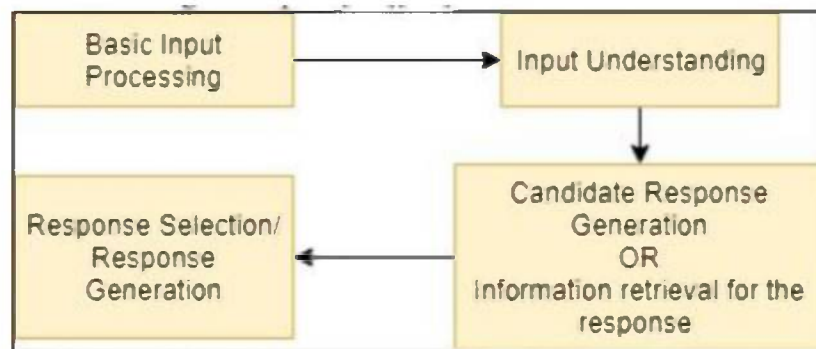 Basic Input
Processing
Input Understanding
Candidate Response
Generation
OR
Information retrieval for the
response
Response Selection/
Response
Generation